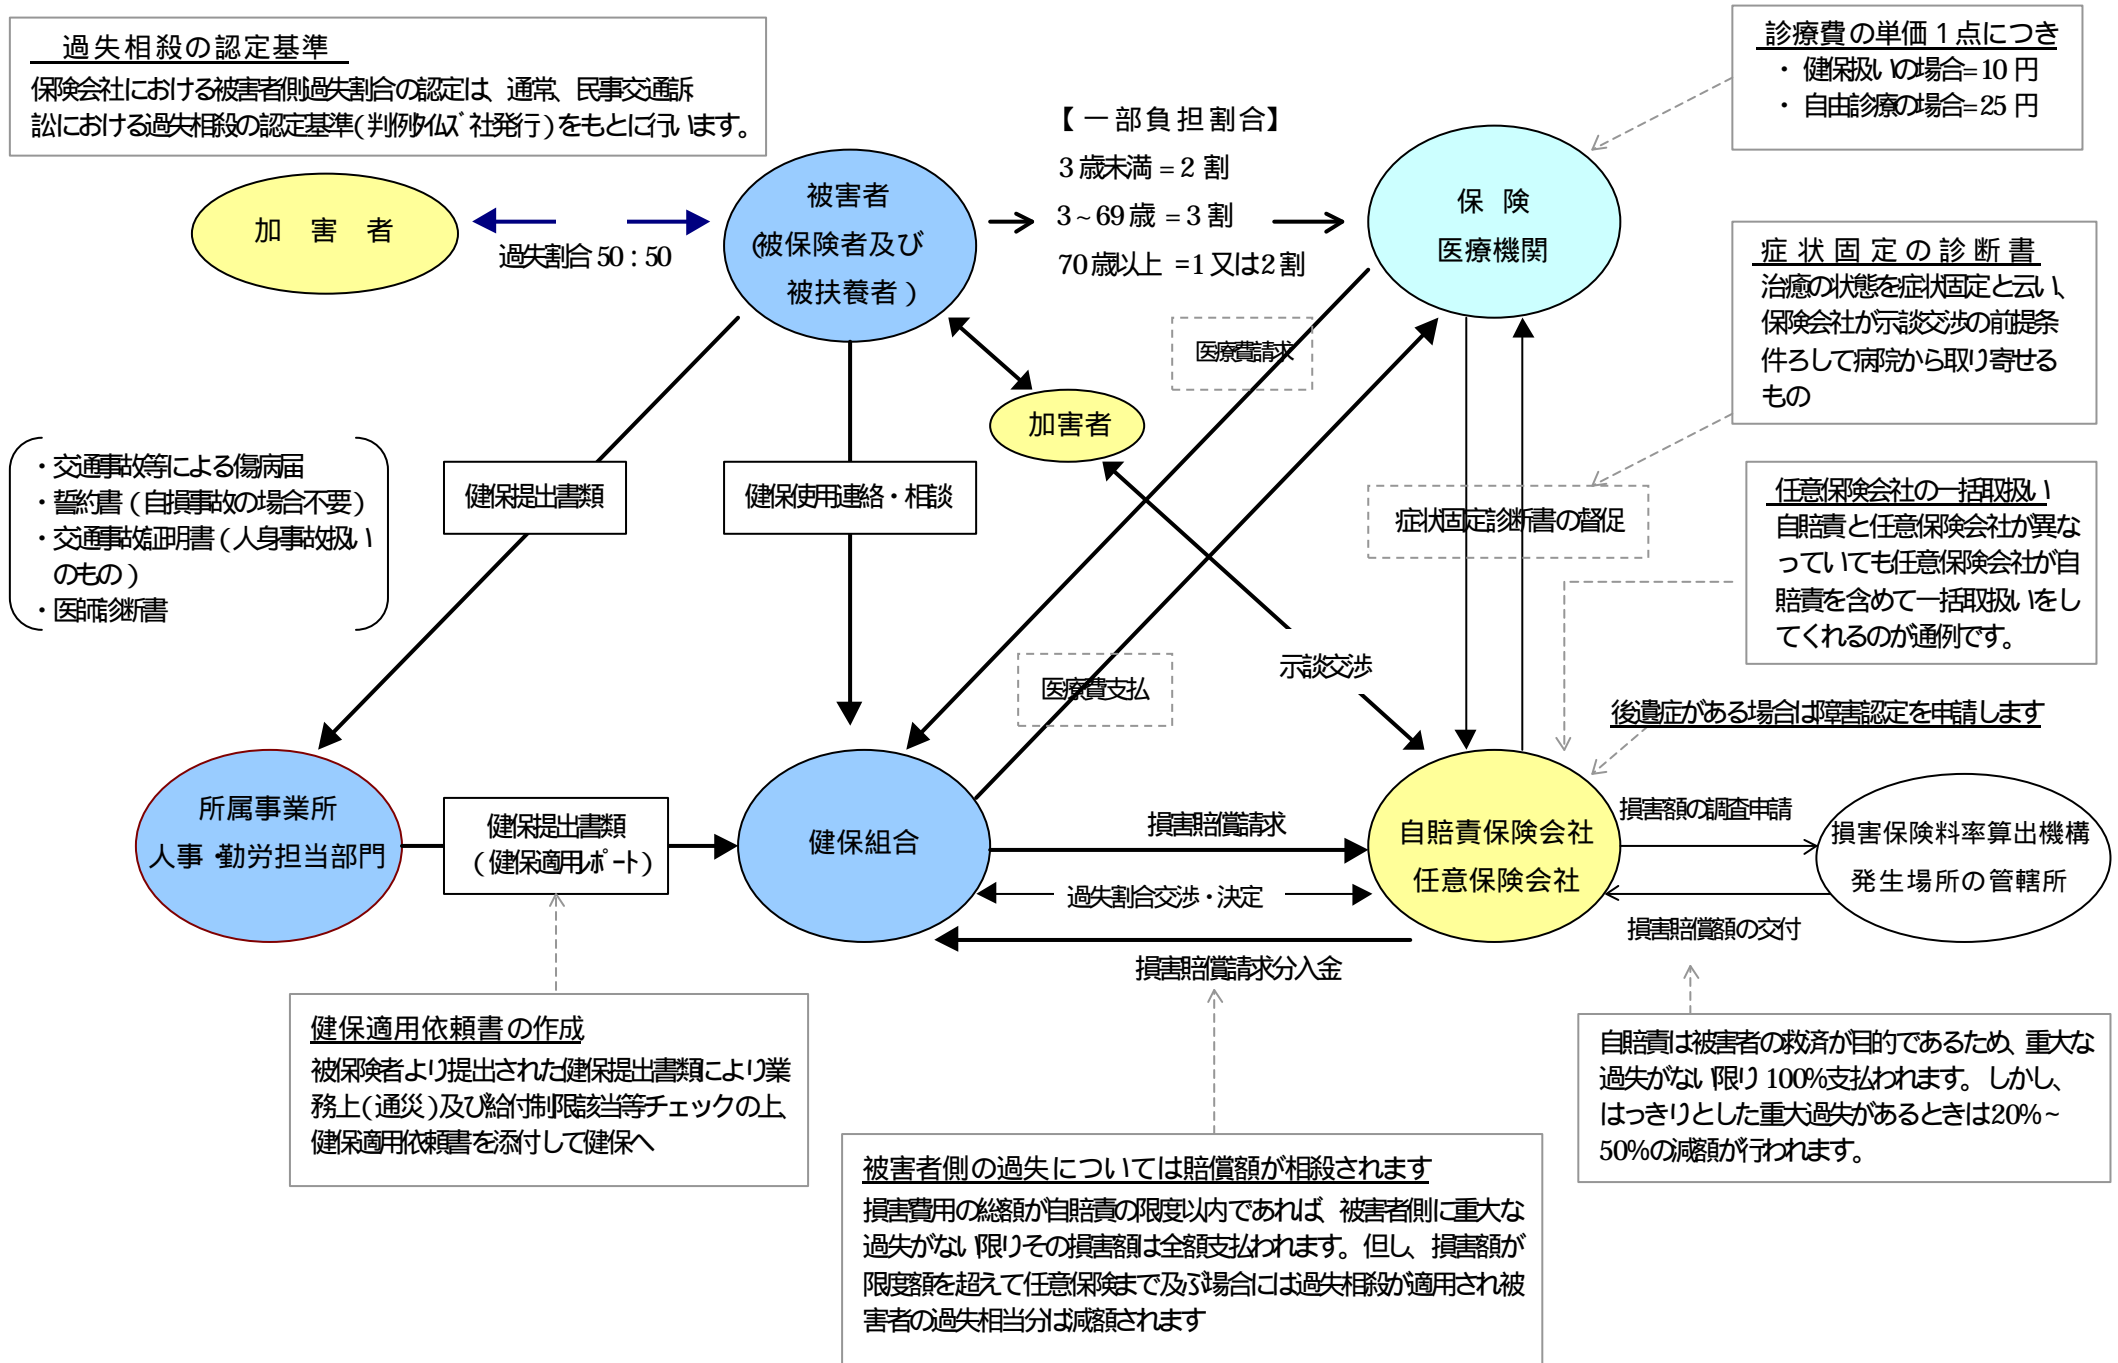 過失相殺の認定基準
保険会社における被害者側過失割合の認定は、通常、民事交通訴
訟における過失相殺の認定基準(判例ﾀｲﾑｽﾞ社発行)をもとに行います。
診療費の単価１点につき
・ 健保扱いの場合=10 円
・ 自由診療の場合=25 円
【 一 部 負 担 割 合】
3 歳未満 = 2 割
3～69 歳 = 3 割
70 歳以上 =1 又は2 割
加 害 者
過失割合 50：50
被害者
(被保険者及び
被扶養者 )
保 険
医療機関
症 状 固 定 の 診 断 書
治癒の状態を症状固定と云い、
保険会社が示談交渉の前提条
件ろして病院から取り寄せる
もの
医療費請求
加害者
・交通事故等による傷病届
・誓約書 ( 自損事故の場合不要 )
・交通事故証明書 ( 人身事故扱い
のもの )
・医師診断書
健保提出書類
健保使用連絡・相談
症状固定診断書の督促
任意保険会社の一括取扱い
自賠責と任意保険会社が異な
っていても任意保険会社が自
賠責を含めて一括取扱いをし
てくれるのが通例です。
医療費支払
示談交渉
後遺症がある場合は障害認定を申請します
所属事業所
人事・勤労担当部門
健保提出書類
( 健保適用ﾚﾎﾟｰﾄ )
健保組合
損害賠償請求
過失割合交渉・決定
損害賠償請求分入金
自賠責保険会社
任意保険会社
損害額の調査申請
損害賠償額の交付
損害保険料率算出機構
発生場所の管轄所
健保適用依頼書の作成
被保険者より提出された健保提出書類により業
務上(通災)及び給付制限該当等チェックの上、
健保適用依頼書を添付して健保へ
自賠責は被害者の救済が目的であるため、重大な
過失がない限り 100%支払われます。しかし、
はっきりとした重大過失があるときは20%～
50%の減額が行われます。
被害者側の過失については賠償額が相殺されます
損害費用の総額が自賠責の限度以内であれば、被害者側に重大な
過失がない限りその損害額は全額支払われます。但し、損害額が
限度額を超えて任意保険まで及ぶ場合には過失相殺が適用され被
害者の過失相当分は減額されます